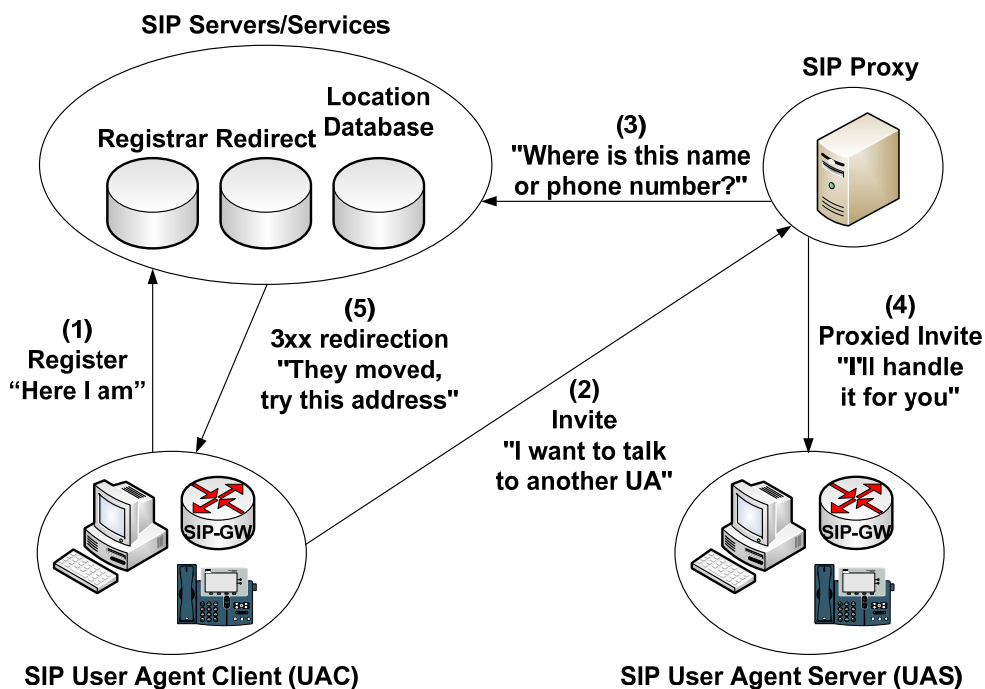 SIP Servers/Services
Registrar
Redirect
Location
Database
SIP Proxy
(3)
"Where is this name
or phone number?"
(1)
Register
“Here I am”
(5)
3xx redirection
"They moved,
try this address"
(2)
Invite
"I want to talk
to another UA"
(4)
Proxied Invite
"I'll handle
it for you"
SIP-GW
SIP User Agent Client (UAC)
SIP-GW
SIP User Agent Server (UAS)